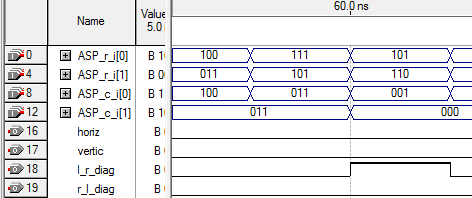 Name Value 5.0 60.0 ns
0 ASP_r_i[0] B 1 100 111 101
4 ASP_r_i[1] B 0 011 101 110
8 ASP_c_i[0] B 1 100 011 001
12 ASP_c_i[1] B 1 011 000
16 horiz B
17 vertic B
18 l_r_diag B
19 r_l_diag B